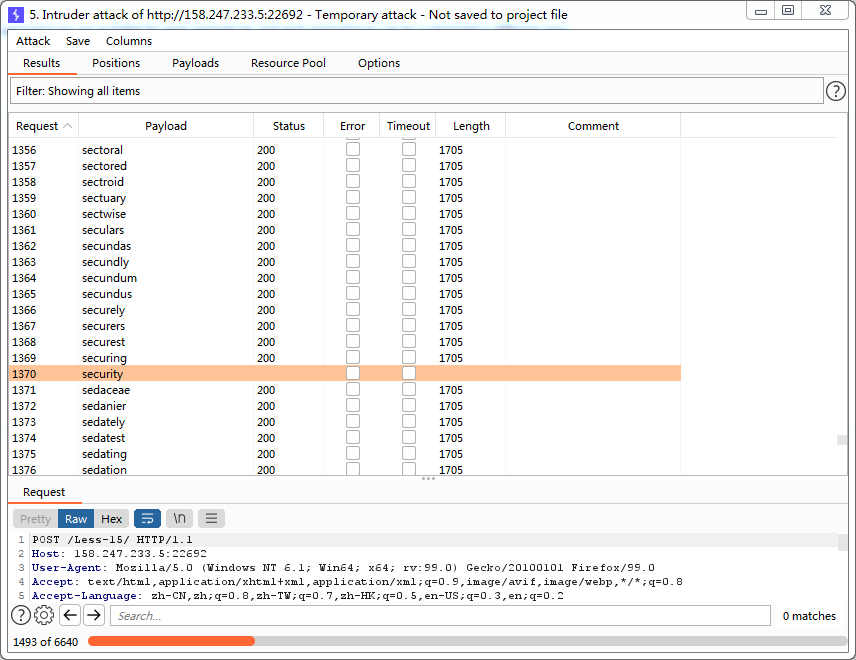 5. Intruder attack of http://158.247.233.5:22692 - Temporary attack - Not saved to project file
Attack Save Columns
Results Positions Payloads Resource Pool Options
Filter: Showing all items
?
Request Payload Status Error Timeout Length Comment
1356 sectoral 200 1705
1357 sectored 200 1705
1358 sectroid 200 1705
1359 sectuary 200 1705
1360 sectwise 200 1705
1361 seculars 200 1705
1362 secundas 200 1705
1363 secundly 200 1705
1364 secundum 200 1705
1365 secundus 200 1705
1366 securely 200 1705
1367 securers 200 1705
1368 securest 200 1705
1369 securing 200 1705
1370 security
1371 sedaceae 200 1705
1372 sedanier 200 1705
1373 sedately 200 1705
1374 sedatest 200 1705
1375 sedating 200 1705
1376 sedation 200 1705
Request
Pretty Raw Hex \n
1 POST /Less-15/ HTTP/1.1
2 Host: 158.247.233.5:22692
3 User-Agent: Mozilla/5.0 (Windows NT 6.1; Win64; x64; rv:99.0) Gecko/20100101 Firefox/99.0
4 Accept: text/html,application/xhtml+xml,application/xml;q=0.9,image/avif,image/webp,*/*;q=0.8
5 Accept-Language: zh-CN,zh;q=0.8,zh-TW;q=0.7,zh-HK;q=0.5,en-US;q=0.3,en;q=0.2
? Search... 0 matches
1493 of 6640